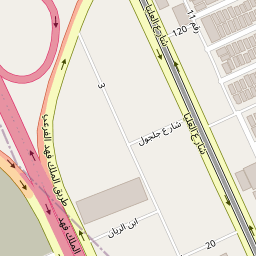 شارع العليا
120
رقم 11
3
شارع العليا
شارع جلجول
طريق الملك فهد الفرعي
ابن الريان
الملك فهد
20